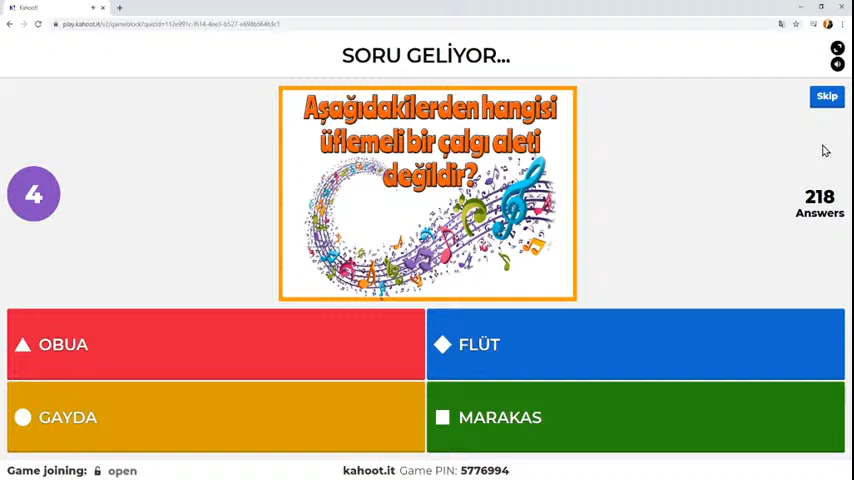 Kahoot!
play.kahoot.it/v2/gameblock?quizId=112e991c-f614-4ee3-b527-e698b564b3c1
SORU GELİYOR...
Skip
Aşağıdakilerden hangisi
üflemeli bir çalgı aleti
değildir?
4
218
Answers
OBUA
FLÜT
GAYDA
MARAKAS
Game joining: open
kahoot.it Game PIN: 5776994